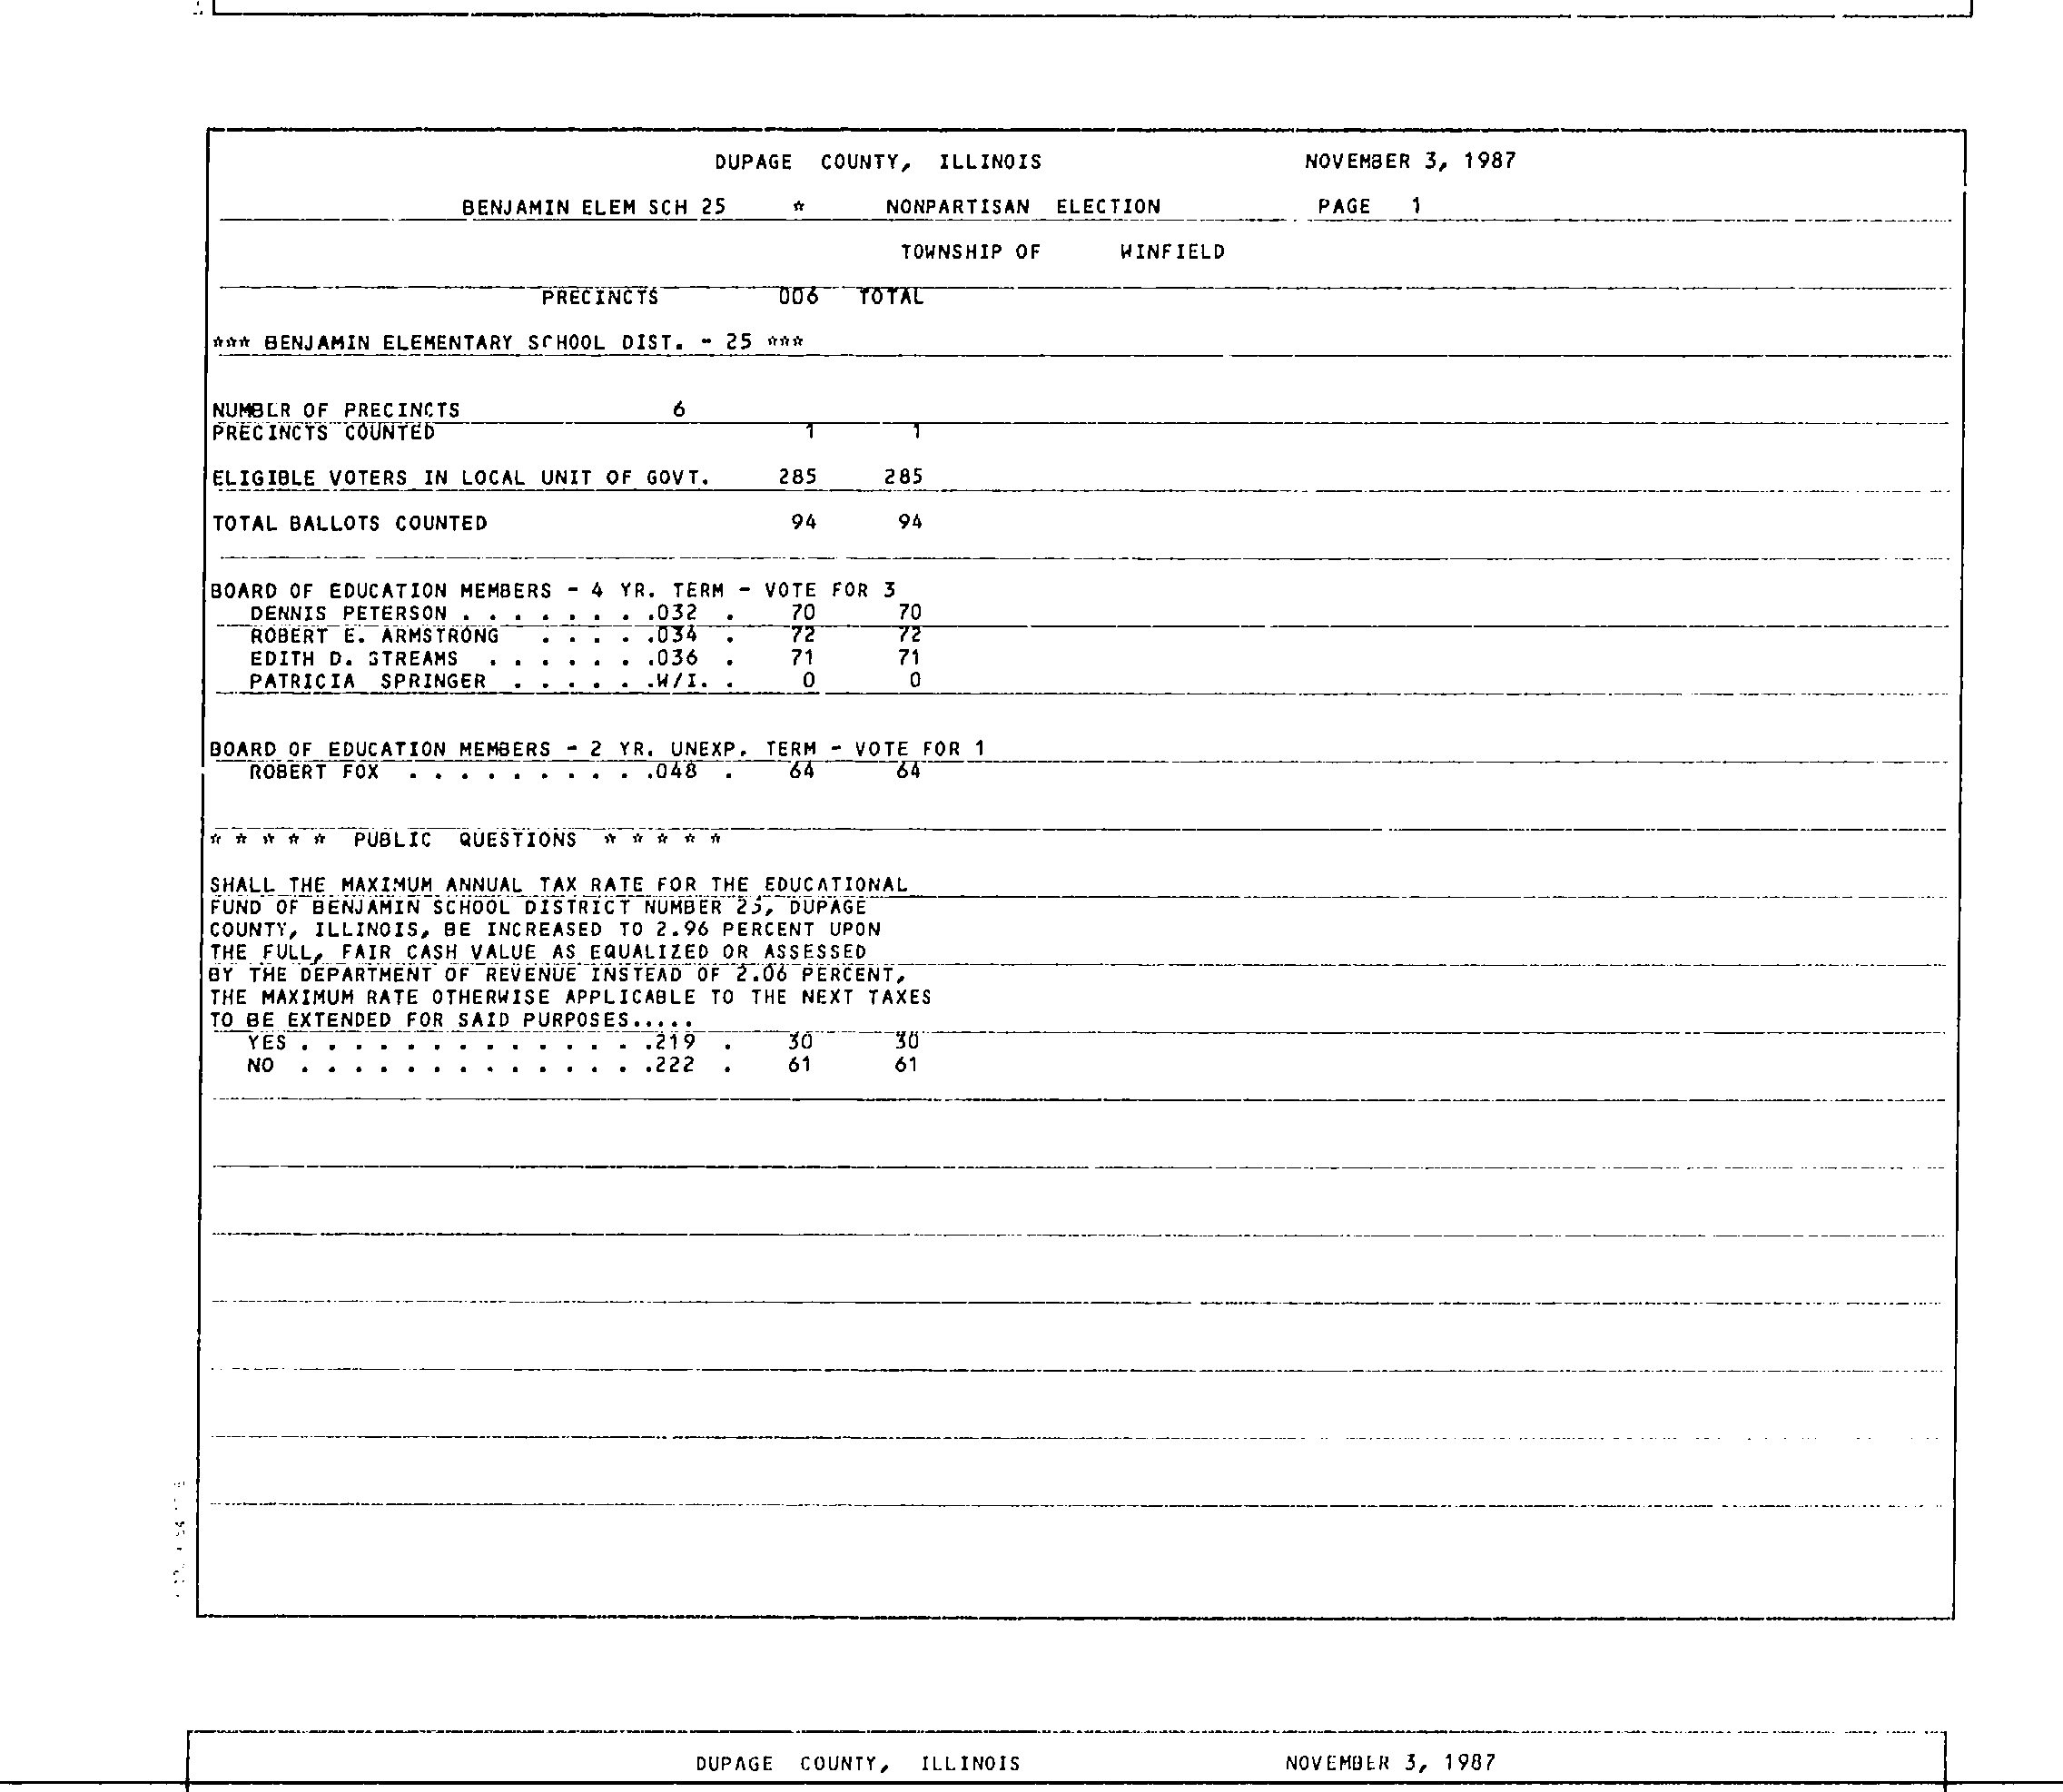 DUPAGE COUNTY, ILLINOIS NOVEMBER 3, 1987
BENJAMIN ELEM SCH 25 * NONPARTISAN ELECTION PAGE 1
TOWNSHIP OF WINFIELD
PRECINCTS 006 TOTAL
*** BENJAMIN ELEMENTARY SCHOOL DIST. - 25 ***
NUMBER OF PRECINCTS 6
PRECINCTS COUNTED 1 1
ELIGIBLE VOTERS IN LOCAL UNIT OF GOVT. 285 285
TOTAL BALLOTS COUNTED 94 94
BOARD OF EDUCATION MEMBERS - 4 YR. TERM - VOTE FOR 3
DENNIS PETERSON . . . . . . . .032 . 70 70
ROBERT E. ARMSTRONG . . . . .034 . 72 72
EDITH D. STREAMS . . . . . . .036 . 71 71
PATRICIA SPRINGER . . . . . .W/I. . 0 0
BOARD OF EDUCATION MEMBERS - 2 YR. UNEXP. TERM - VOTE FOR 1
ROBERT FOX . . . . . . . . . .048 . 64 64
* * * * * PUBLIC QUESTIONS * * * * *
SHALL THE MAXIMUM ANNUAL TAX RATE FOR THE EDUCATIONAL
FUND OF BENJAMIN SCHOOL DISTRICT NUMBER 25, DUPAGE
COUNTY, ILLINOIS, BE INCREASED TO 2.96 PERCENT UPON
THE FULL, FAIR CASH VALUE AS EQUALIZED OR ASSESSED
BY THE DEPARTMENT OF REVENUE INSTEAD OF 2.06 PERCENT,
THE MAXIMUM RATE OTHERWISE APPLICABLE TO THE NEXT TAXES
TO BE EXTENDED FOR SAID PURPOSES.....
YES . . . . . . . . . . . . . .219 . 30 30
NO . . . . . . . . . . . . . .222 . 61 61
DUPAGE COUNTY, ILLINOIS NOVEMBER 3, 1987